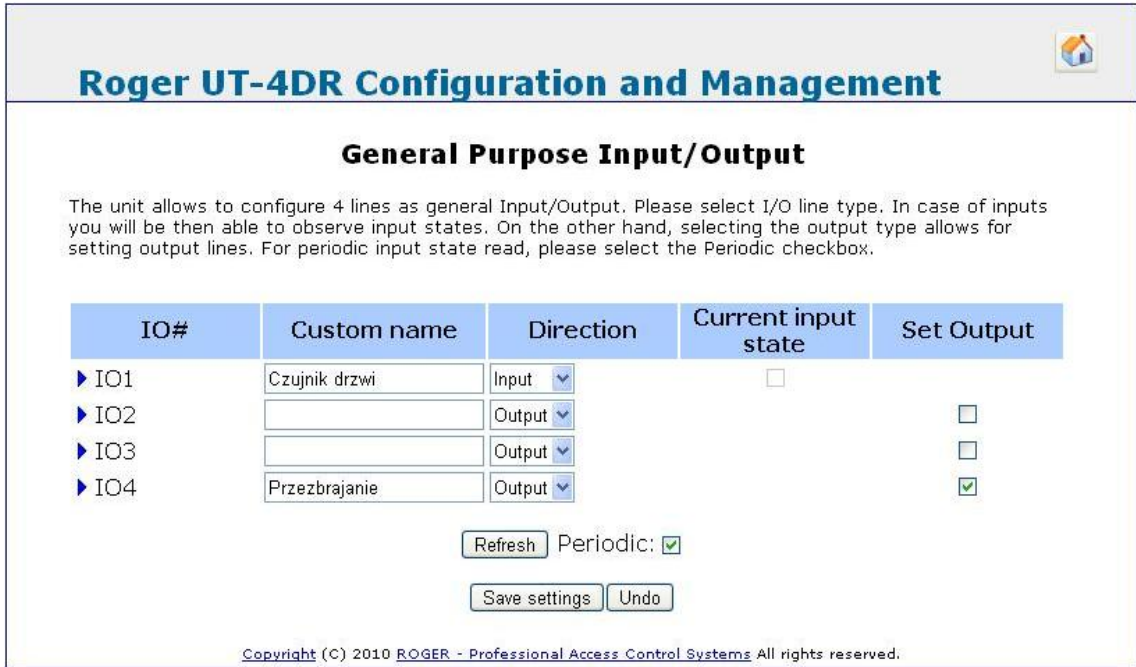 Roger UT-4DR Configuration and Management
General Purpose Input/Output
The unit allows to configure 4 lines as general Input/Output. Please select I/O line type. In case of inputs
you will be then able to observe input states. On the other hand, selecting the output type allows for
setting output lines. For periodic input state read, please select the Periodic checkbox.
IO# Custom name Direction Current input state Set Output
IO1 Czujnik drzwi Input
IO2 Output
IO3 Output
IO4 Przezbrajanie Output
Refresh Periodic:
Save settings Undo
Copyright (C) 2010 ROGER - Professional Access Control Systems All rights reserved.